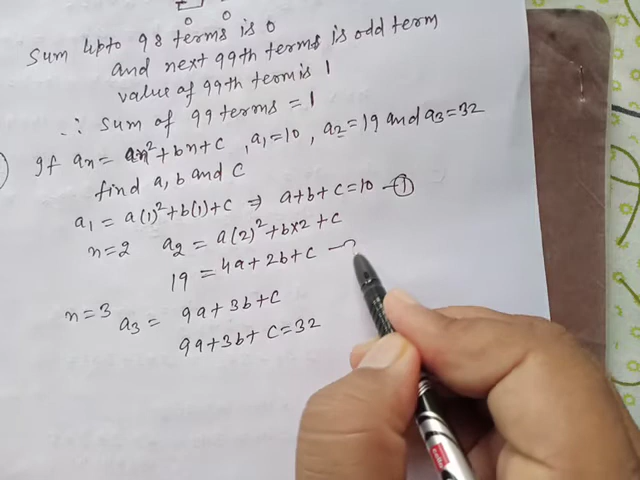 0 0
Sum upto 98 terms is 0
and next 99th terms is odd term
value of 99th term is 1
∴ Sum of 99 terms = 1
If aₙ = an²+bn+c , a₁=10 , a₂=19 and a₃=32
find a, b and c
a₁ = a(1)²+b(1)+c ⇒ a+b+c=10 -①
n=2 a₂ = a(2)²+b×2+c
19 = 4a+2b+c —
n=3 a₃ = 9a+3b+c
9a+3b+c=32